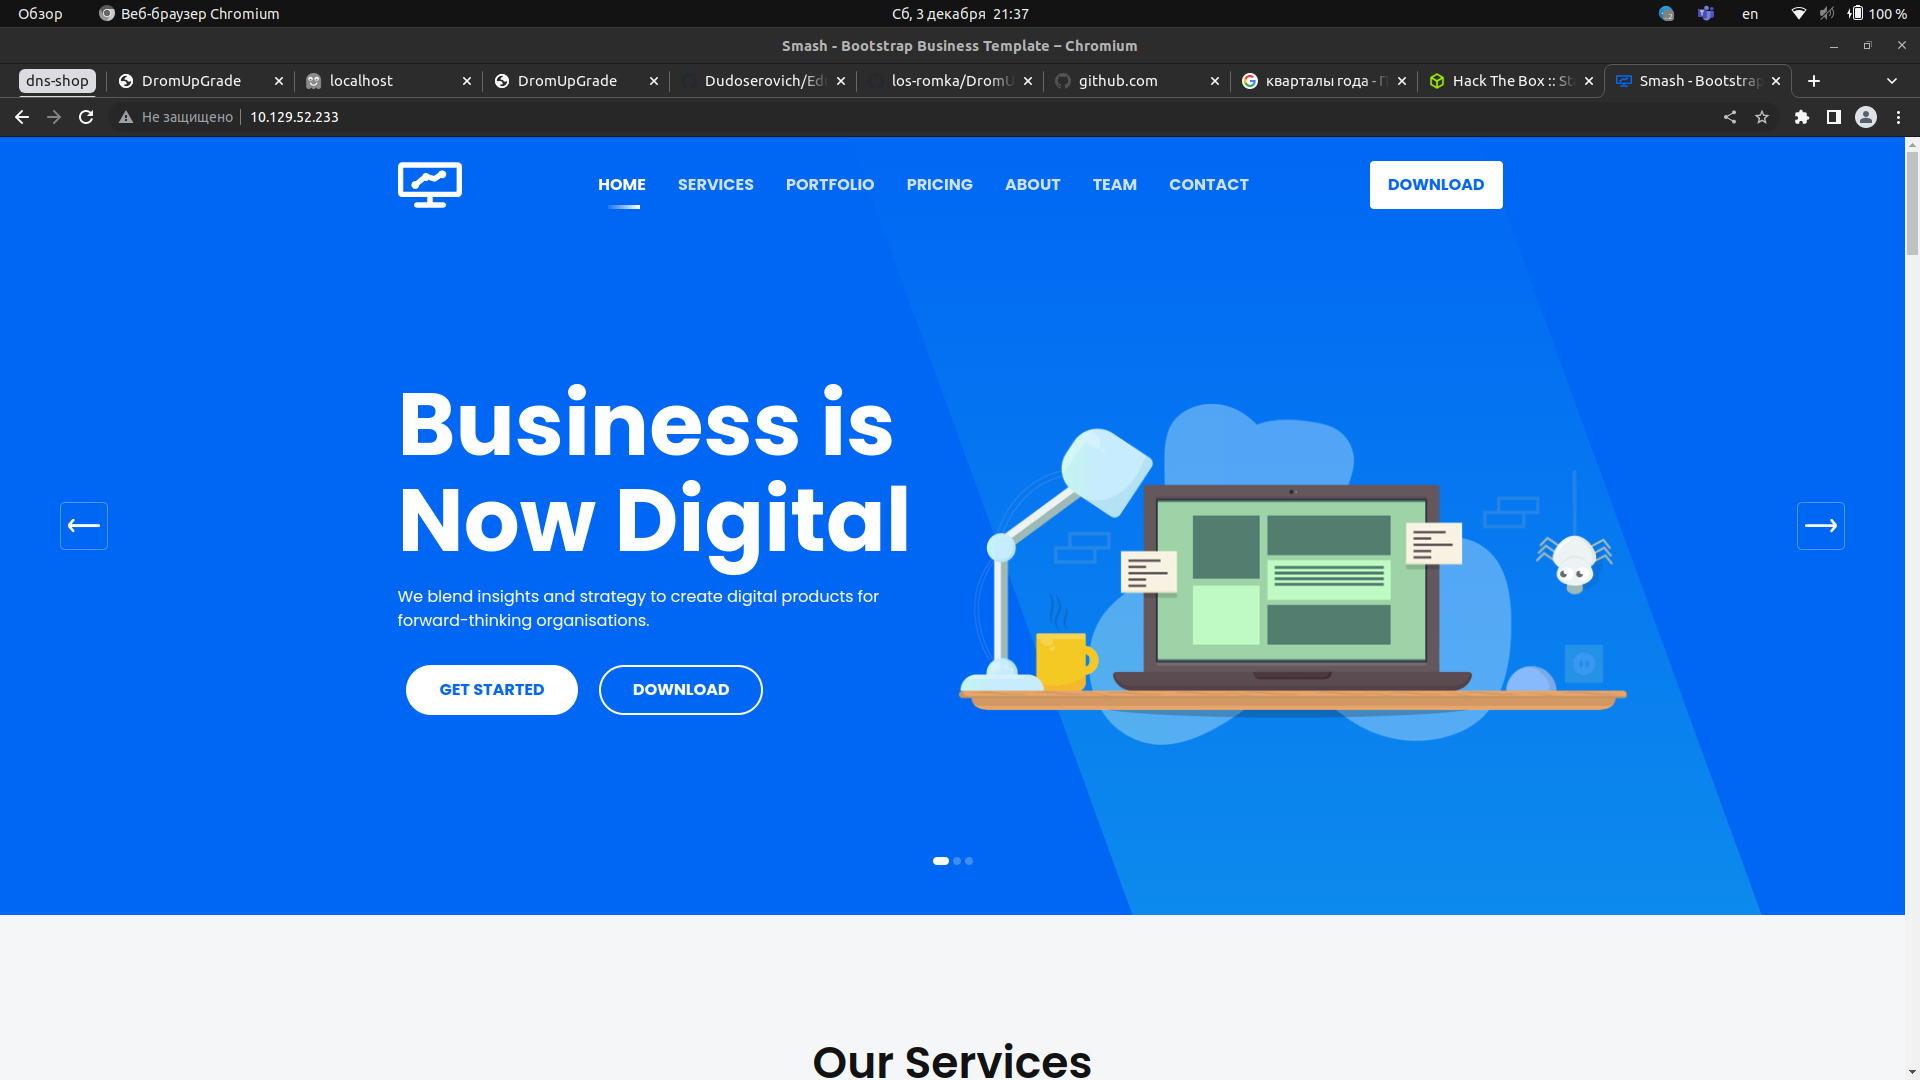 Обзор Веб-браузер Chromium Сб, 3 декабря 21:37 en 100 %
Smash - Bootstrap Business Template – Chromium
dns-shop DromUpGrade localhost DromUpGrade Dudoserovich/Ed los-romka/DromU github.com кварталы года - П Hack The Box :: St Smash - Bootstrap
Не защищено 10.129.52.233
HOME SERVICES PORTFOLIO PRICING ABOUT TEAM CONTACT DOWNLOAD
Business is
Now Digital
We blend insights and strategy to create digital products for
forward-thinking organisations.
GET STARTED DOWNLOAD
Our Services